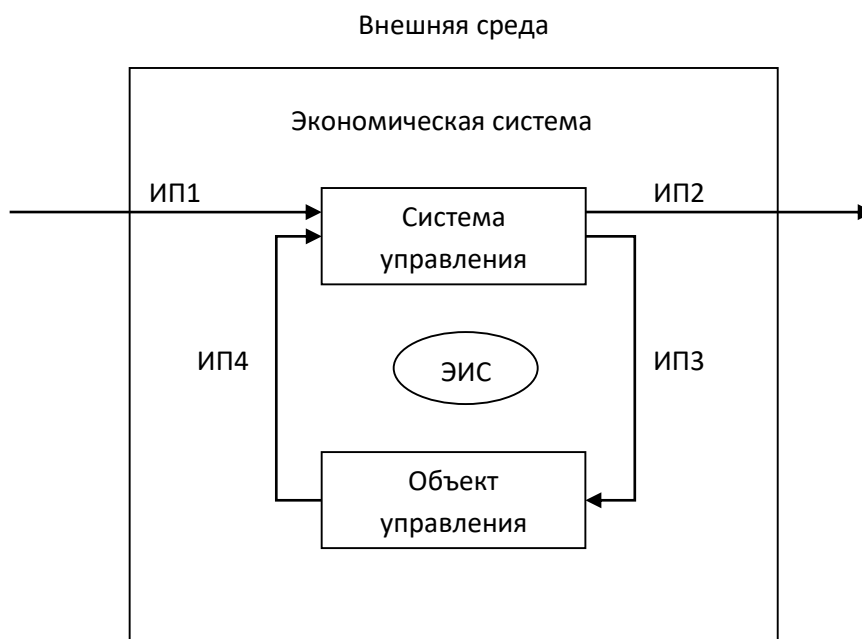 Внешняя среда
Экономическая система
ИП1
ИП2
Система
управления
ИП4
ЭИС
ИП3
Объект
управления